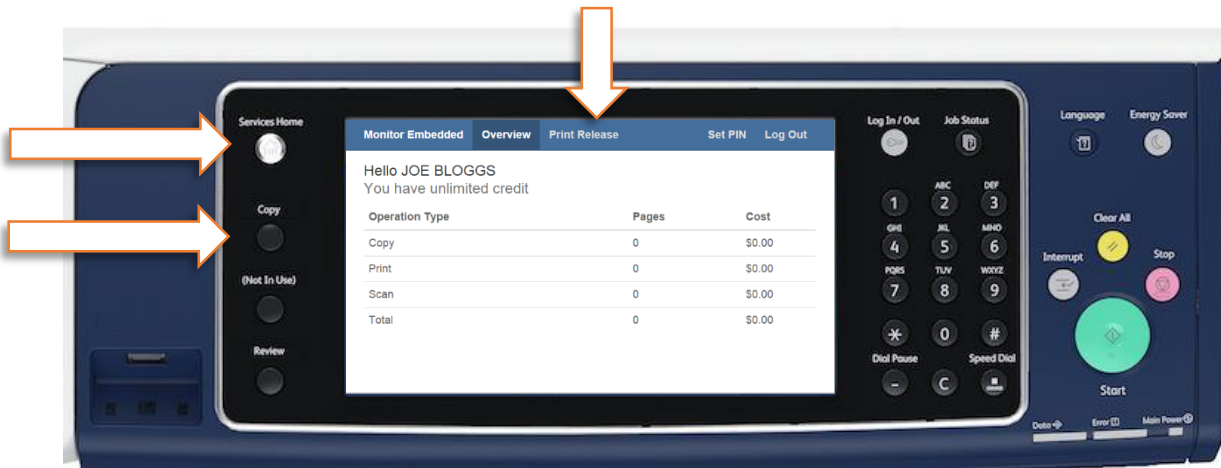 Services Home
Copy
(Not In Use)
Review
Monitor Embedded Overview Print Release Set PIN Log Out
Hello JOE BLOGGS
You have unlimited credit
Operation Type Pages Cost
Copy 0 $0.00
Print 0 $0.00
Scan 0 $0.00
Total 0 $0.00
Log In / Out Job Status
1 ABC 2 DEF 3
GHI 4 JKL 5 MNO 6
PQRS 7 TUV 8 WXYZ 9
* 0 #
Dial Pause Speed Dial
- C
Language Energy Saver
Clear All
Interrupt Stop
Start
Data Error Main Power